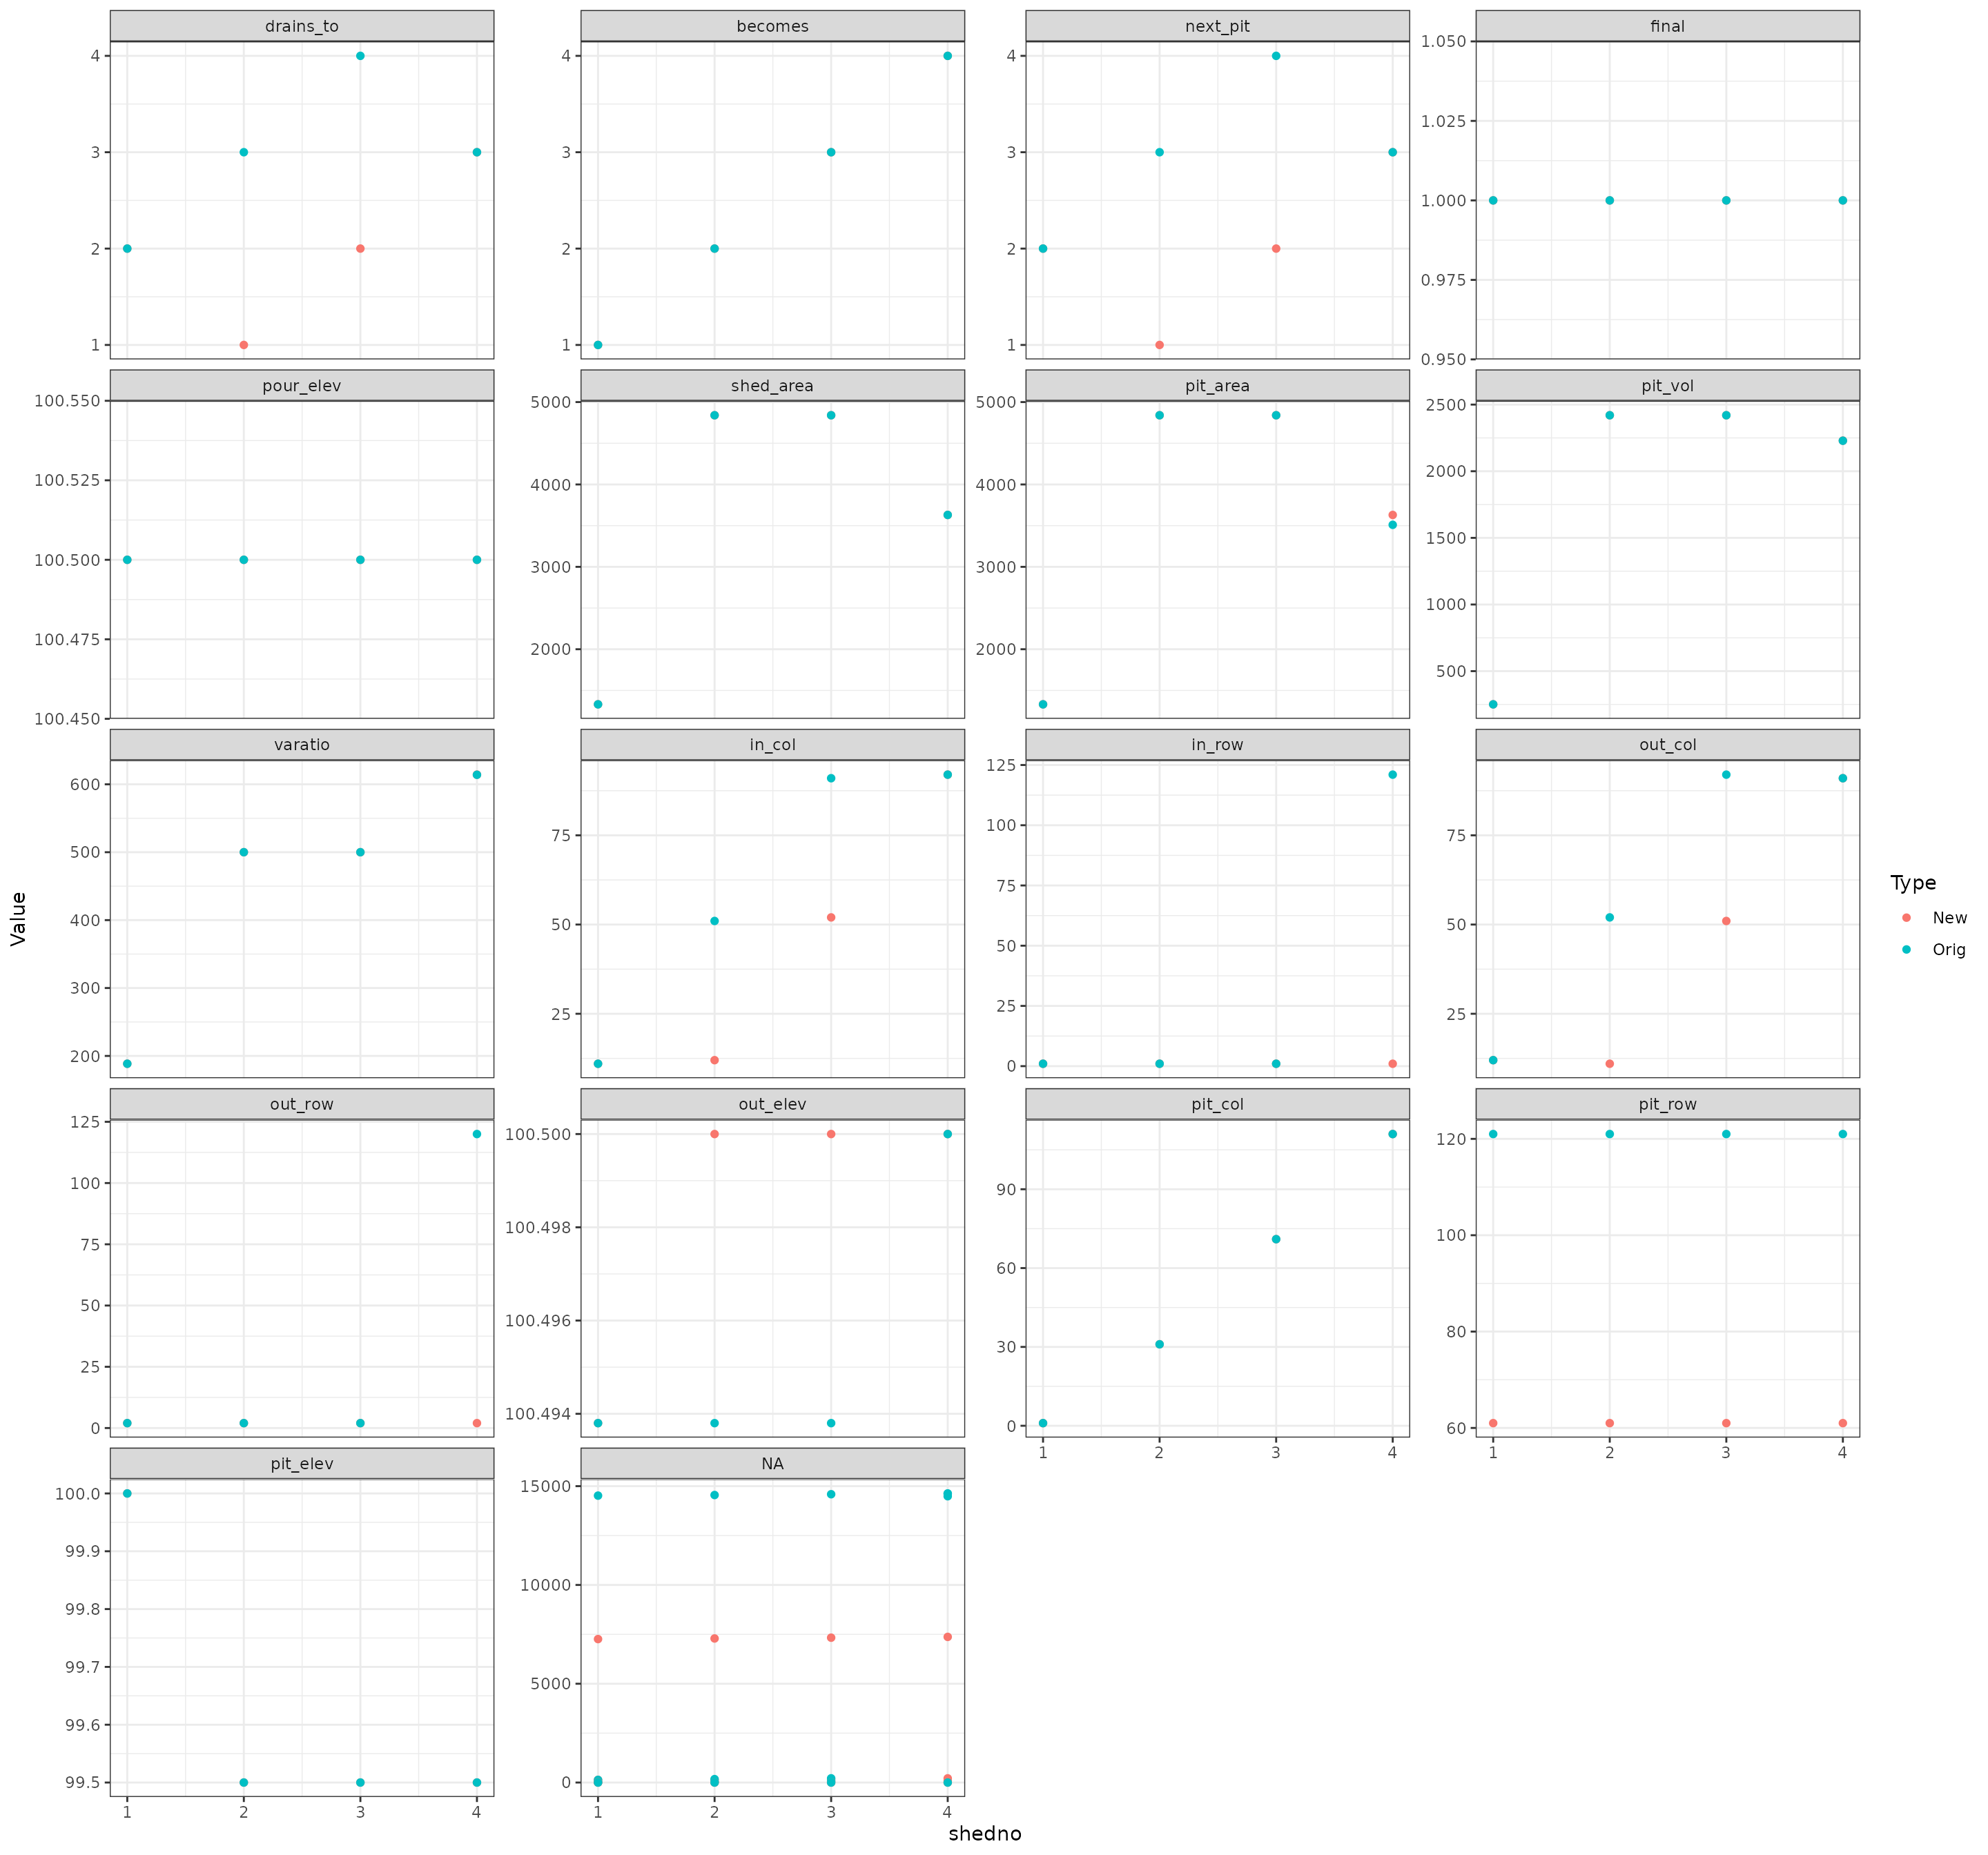 drains_to becomes next_pit final
4 3 2 1
4 3 2 1
4 3 2 1
1.050 1.025 1.000 0.975 0.950
pour_elev shed_area pit_area pit_vol
100.550 100.525 100.500 100.475 100.450
5000 4000 3000 2000
5000 4000 3000 2000
2500 2000 1500 1000 500
varatio in_col in_row out_col
600 500 400 300 200
75 50 25
125 100 75 50 25 0
75 50 25
out_row out_elev pit_col pit_row
125 100 75 50 25 0
100.500 100.498 100.496 100.494
90 60 30 0
120 100 80 60
1 2 3 4
1 2 3 4
pit_elev NA
100.0 99.9 99.8 99.7 99.6 99.5
15000 10000 5000 0
1 2 3 4
1 2 3 4
shedno
Value
Type
New
Orig